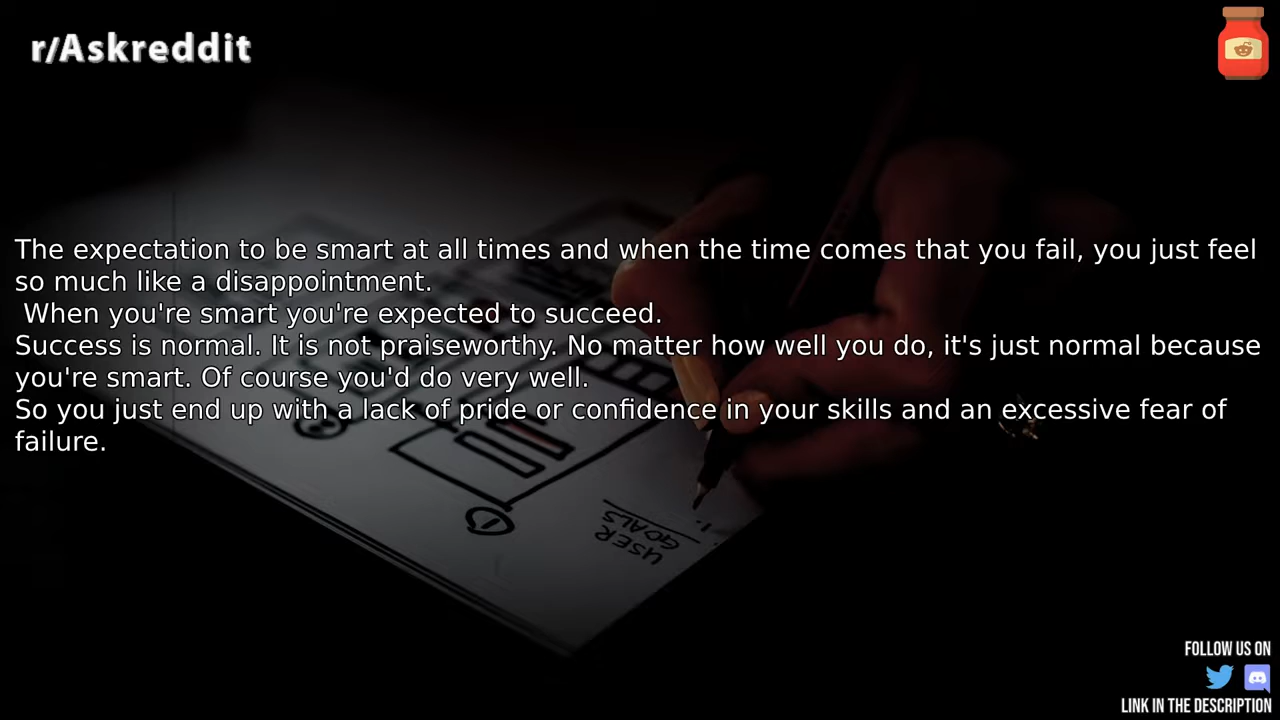 r/Askreddit
The expectation to be smart at all times and when the time comes that you fail, you just feel
so much like a disappointment.
When you're smart you're expected to succeed.
Success is normal. It is not praiseworthy. No matter how well you do, it's just normal because
you're smart. Of course you'd do very well.
So you just end up with a lack of pride or confidence in your skills and an excessive fear of
failure.
USER
GOALS
1.
FOLLOW US ON
LINK IN THE DESCRIPTION